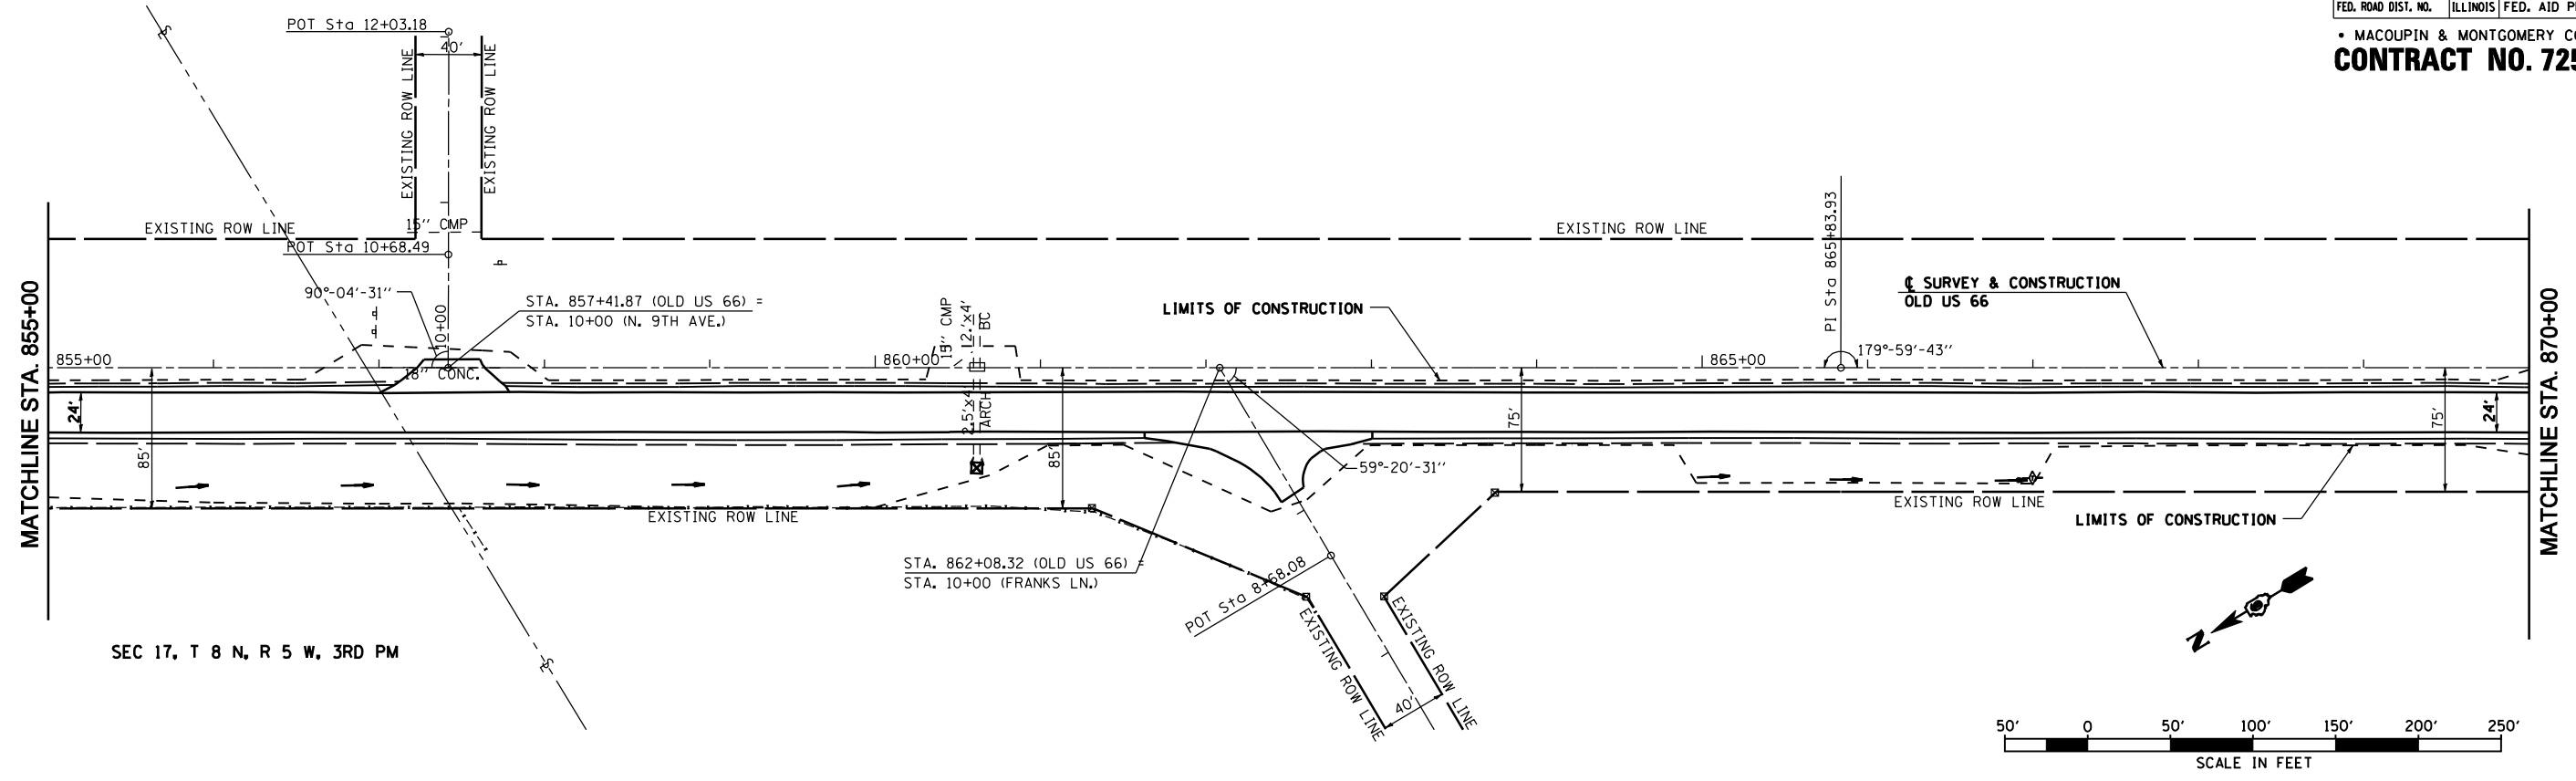 FED. ROAD DIST. NO. ILLINOIS FED. AID P
• MACOUPIN & MONTGOMERY CO
CONTRACT NO. 725
POT Sta 12+03.18
40'
EXISTING ROW LINE
EXISTING ROW LINE
EXISTING ROW LINE
15" CMP
POT Sta 10+68.49
90°-04'-31"
10+00
STA. 857+41.87 (OLD US 66) =
STA. 10+00 (N. 9TH AVE.)
18" CONC.
15" CMP
2.'x4'
BC
2.5'x4'
ARCH
LIMITS OF CONSTRUCTION
EXISTING ROW LINE
PI Sta 865+83.93
179°-59'-43"
℄ SURVEY & CONSTRUCTION
OLD US 66
MATCHLINE STA. 855+00
855+00
860+00
865+00
MATCHLINE STA. 870+00
24'
85'
85'
75'
75'
24'
59°-20'-31"
EXISTING ROW LINE
EXISTING ROW LINE
LIMITS OF CONSTRUCTION
STA. 862+08.32 (OLD US 66) =
STA. 10+00 (FRANKS LN.)
POT Sta 8+68.08
EXISTING ROW LINE
EXISTING ROW LINE
40'
SEC 17, T 8 N, R 5 W, 3RD PM
N
50' 0 50' 100' 150' 200' 250'
SCALE IN FEET